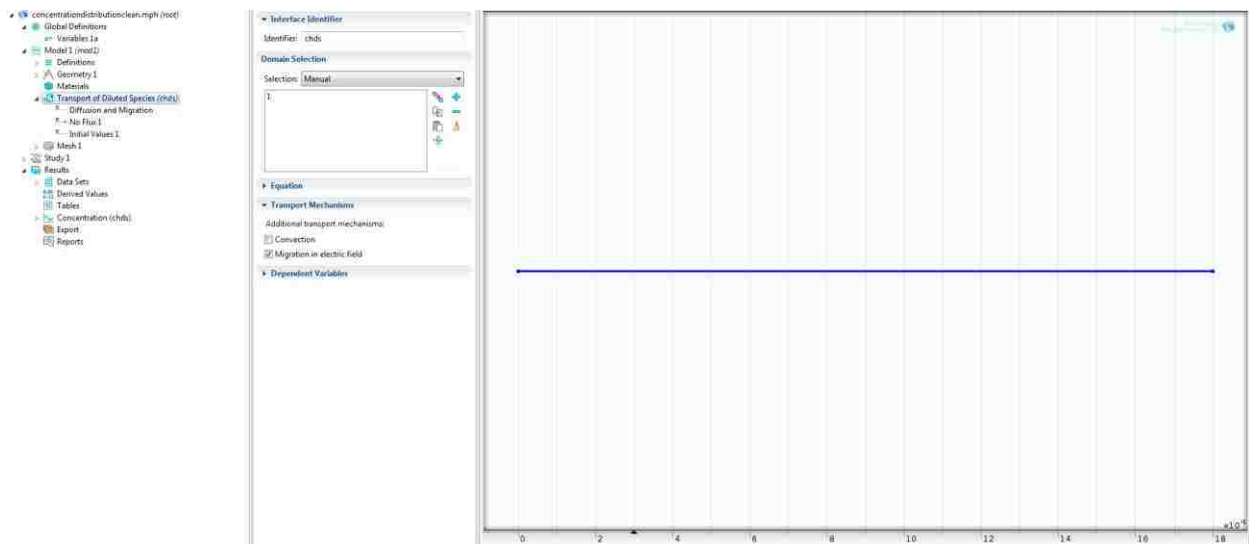 concentrationdistributionclean.mph (root)
Global Definitions
Variables 1a
Model 1 (mod2)
Definitions
Geometry 1
Materials
Transport of Diluted Species (chds)
Diffusion and Migration
No Flux 1
Initial Values 1
Mesh 1
Study 1
Results
Data Sets
Derived Values
Tables
Concentration (chds)
Export
Reports
Interface Identifier
Identifier: chds
Domain Selection
Selection: Manual
1
Equation
Transport Mechanisms
Additional transport mechanisms:
Convection
Migration in electric field
Dependent Variables
0 2 4 6 8 10 12 14 16 18